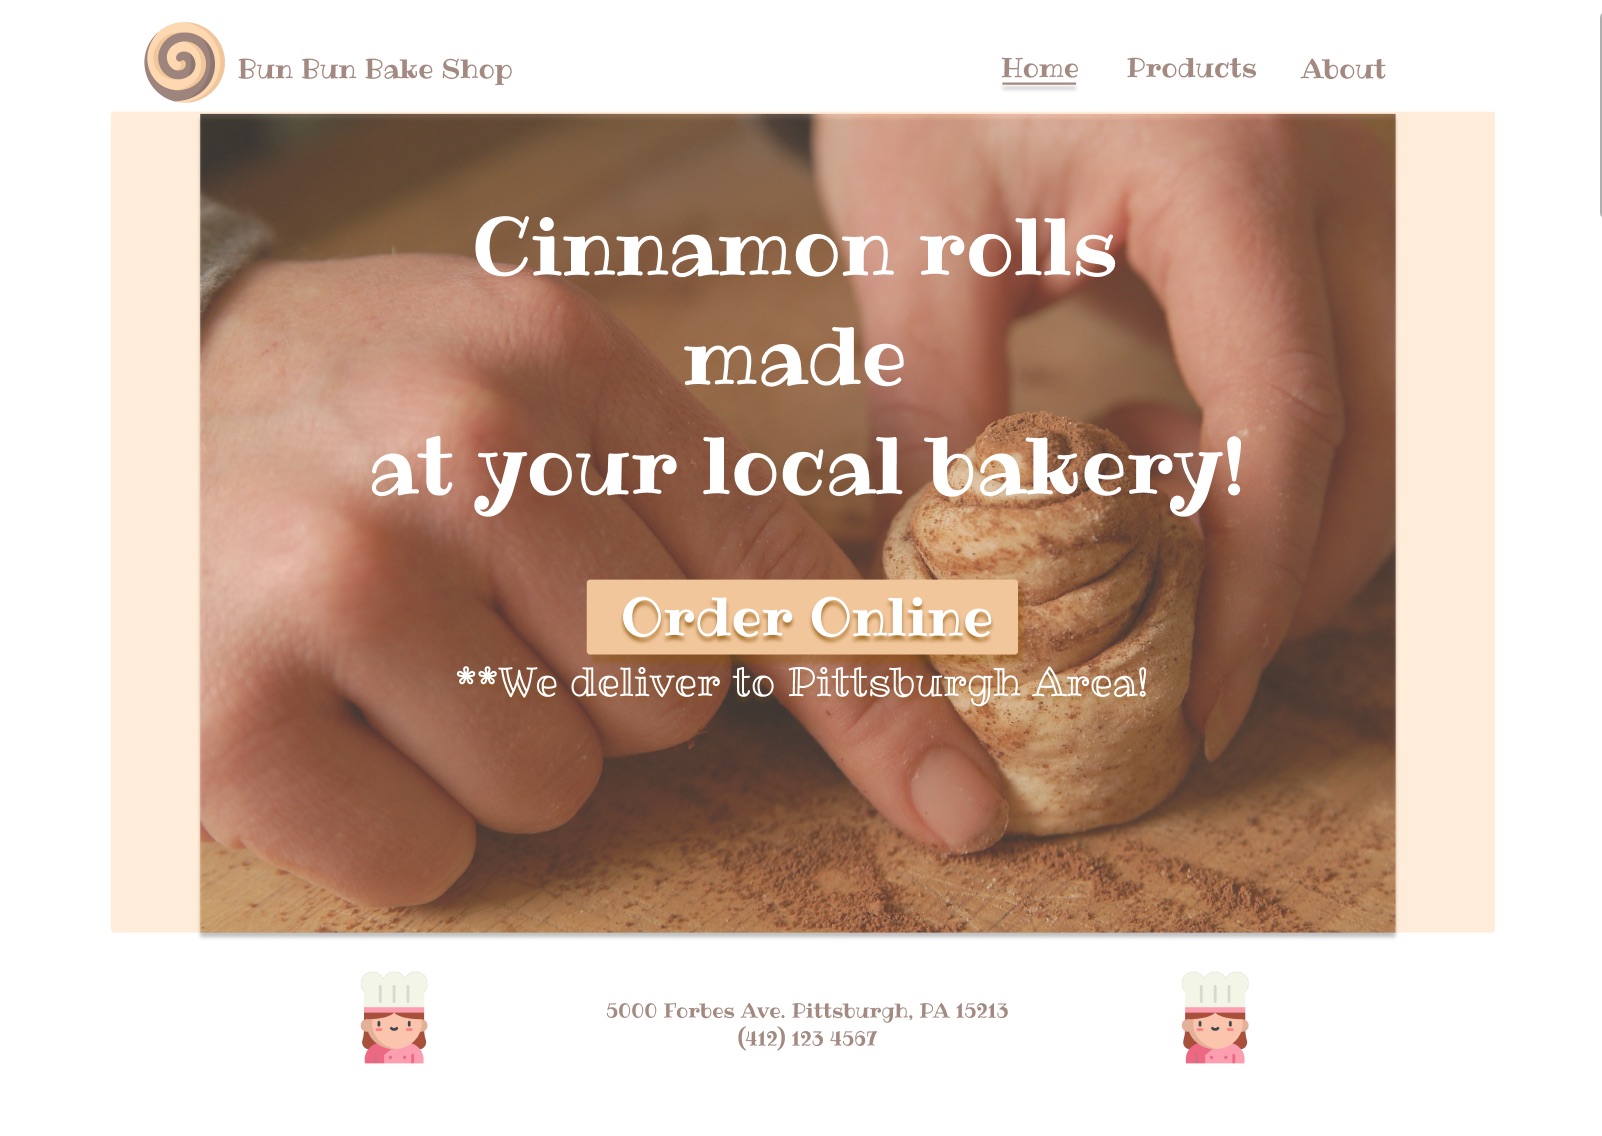 Bun Bun Bake Shop
Home
Products
About
Cinnamon rolls
made
at your local bakery!
Order Online
**We deliver to Pittsburgh Area!
5000 Forbes Ave. Pittsburgh, PA 15213
(412) 123 4567